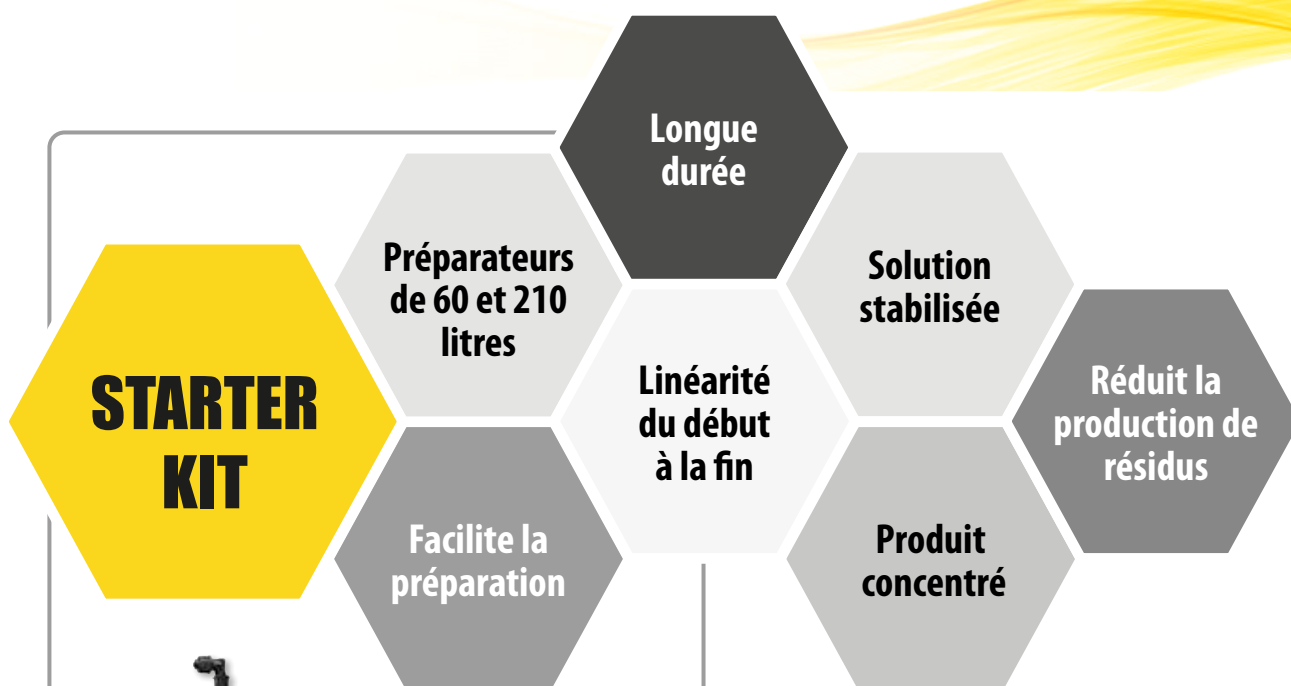 Longue
durée
Préparateurs
de 60 et 210
litres
Solution
stabilisée
STARTER
KIT
Linéarité
du début
à la fin
Réduit la
production de
résidus
Facilite la
préparation
Produit
concentré